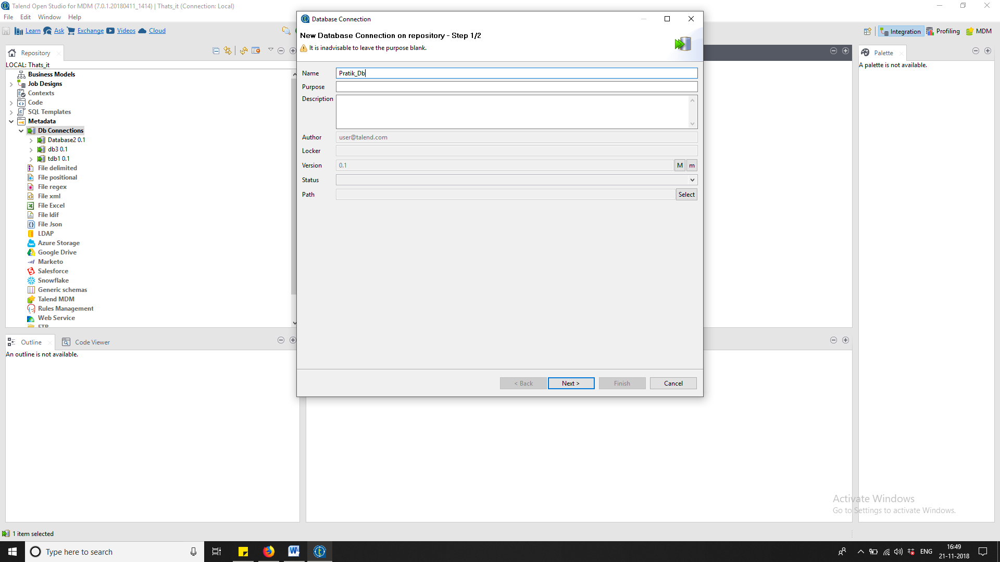 Talend Open Studio for MDM (7.0.1.20180411_1414) | Thats_it (Connection: Local)
File Edit Window Help
Learn Ask Exchange Videos Cloud
Integration Profiling MDM
Repository
LOCAL: Thats_it
Business Models
Job Designs
Contexts
Code
SQL Templates
Metadata
Db Connections
Database2 0.1
db3 0.1
tdb1 0.1
File delimited
File positional
File regex
File xml
File Excel
File ldif
File Json
LDAP
Azure Storage
Google Drive
Marketo
Salesforce
Snowflake
Generic schemas
Talend MDM
Rules Management
Web Service
FTP
Outline Code Viewer
An outline is not available.
Database Connection
New Database Connection on repository - Step 1/2
It is inadvisable to leave the purpose blank.
Name Pratik_Db
Purpose
Description
Author user@talend.com
Locker
Version 0.1 M m
Status
Path Select
< Back Next > Finish Cancel
Palette
A palette is not available.
Activate Windows
Go to Settings to activate Windows.
1 item selected
Type here to search
ENG
16:49
21-11-2018